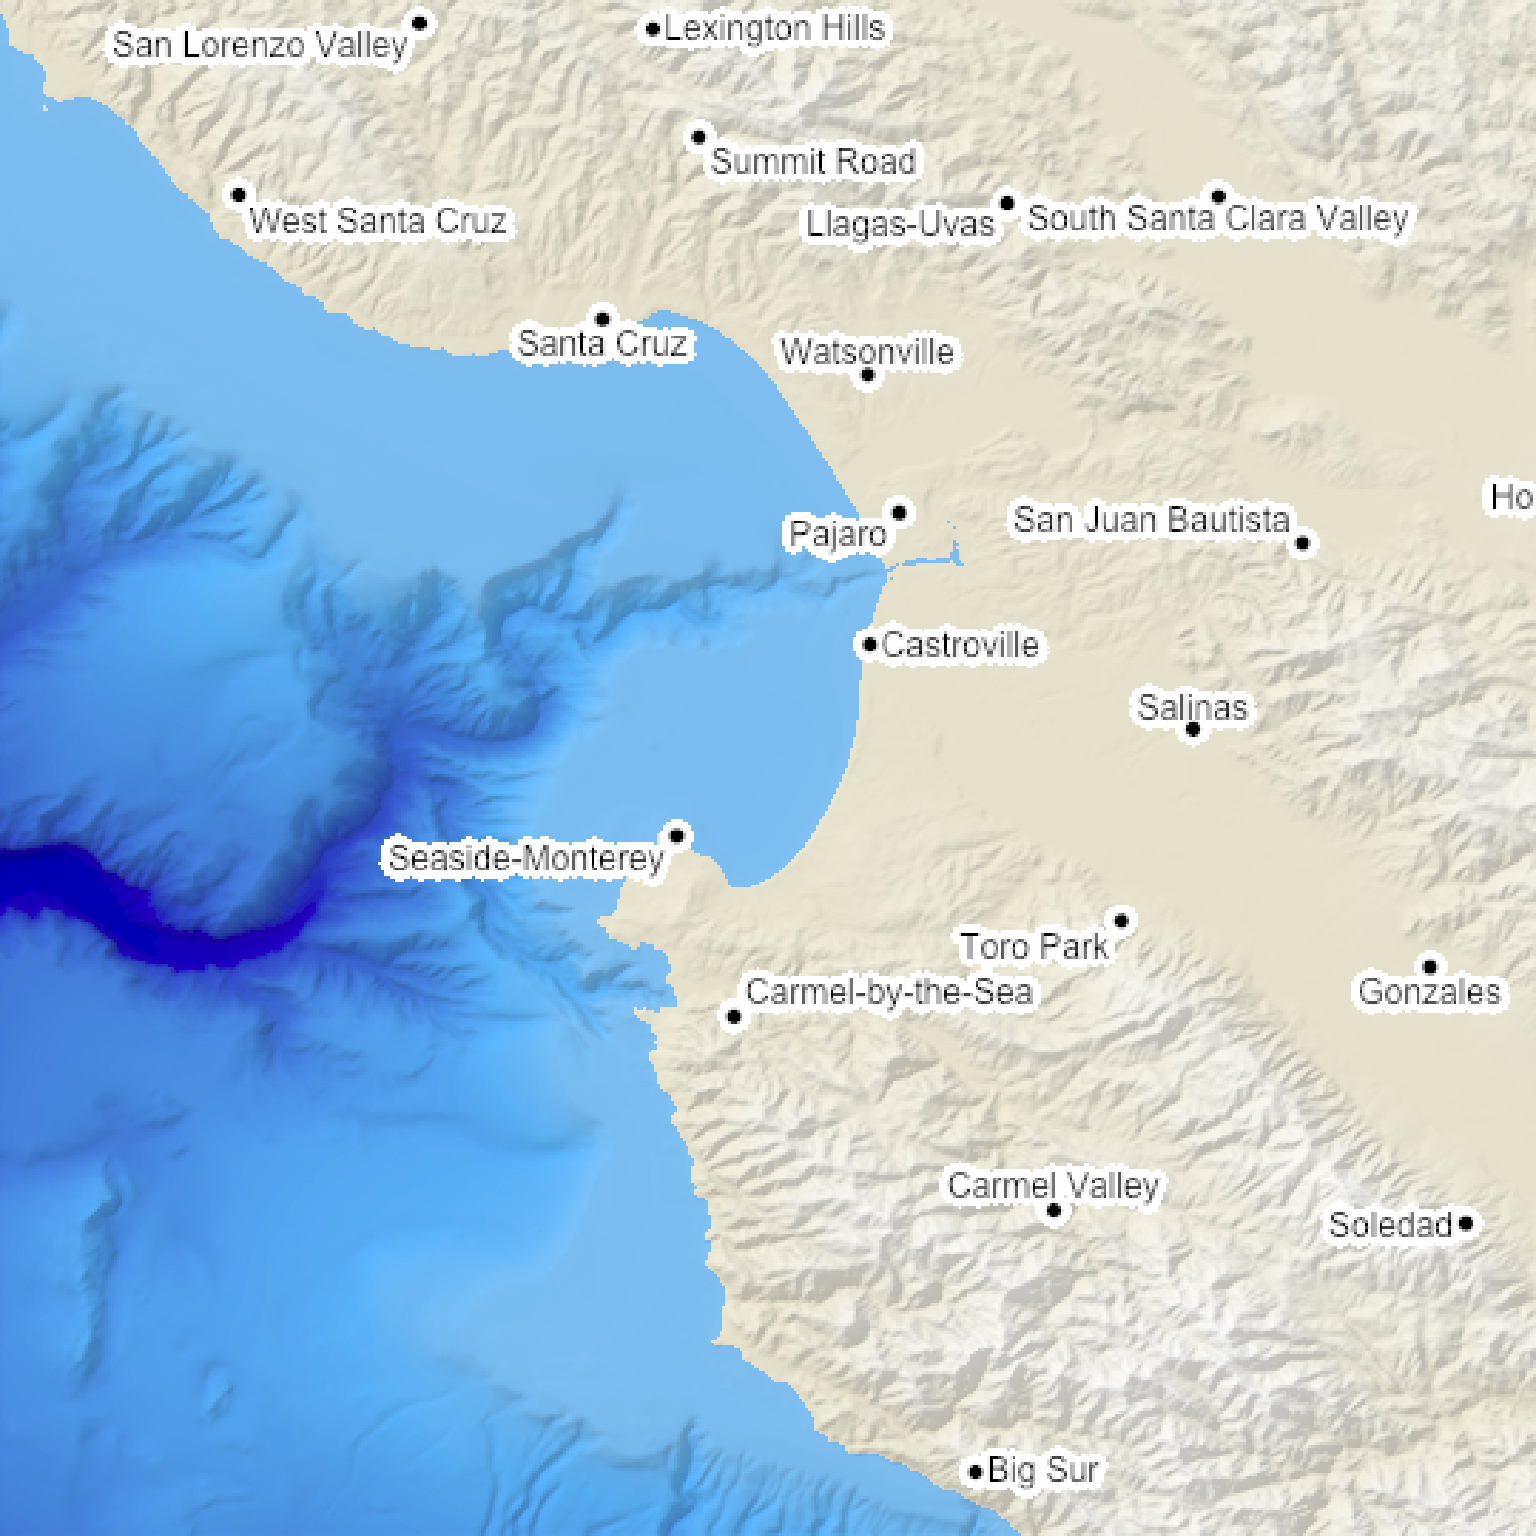 San Lorenzo Valley
Lexington Hills
Summit Road
West Santa Cruz
Llagas-Uvas
South Santa Clara Valley
Santa Cruz
Watsonville
Ho
Pajaro
San Juan Bautista
Castroville
Salinas
Seaside-Monterey
Toro Park
Carmel-by-the-Sea
Gonzales
Carmel Valley
Soledad
Big Sur